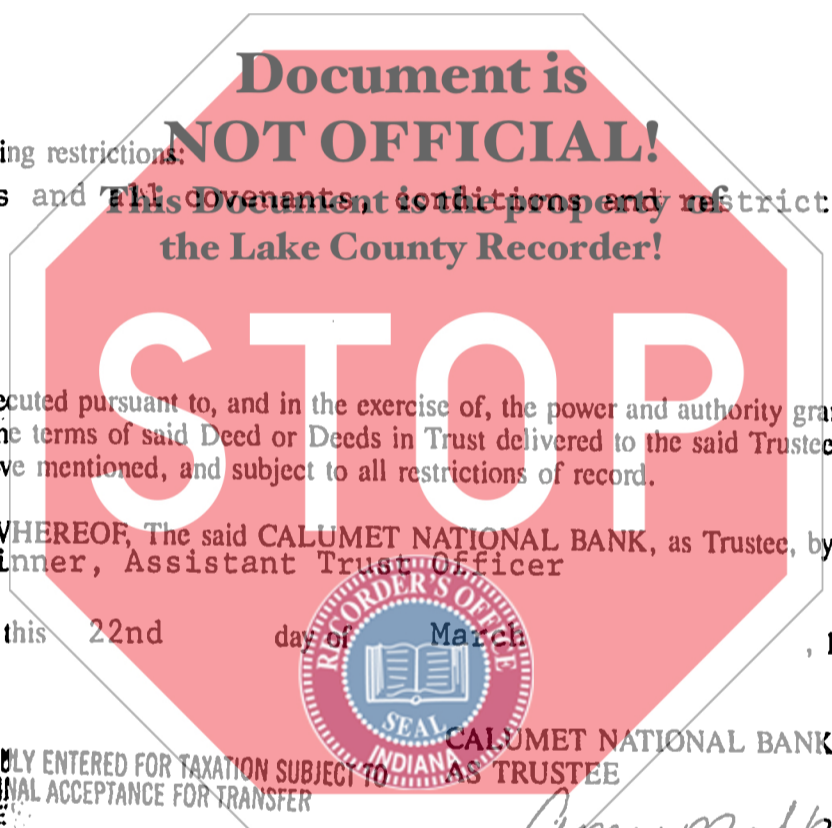 Document is
NOT OFFICIAL!
ing restrictions:
s and all covenants, conditions and restrict
This Document is the property of
the Lake County Recorder!
STOP
ecuted pursuant to, and in the exercise of, the power and authority gra
he terms of said Deed or Deeds in Trust delivered to the said Trustee
ve mentioned, and subject to all restrictions of record.
WHEREOF, The said CALUMET NATIONAL BANK, as Trustee, by
inner, Assistant Trust Officer
RECORDER'S OFFICE
this 22nd day of March ,
SEAL
INDIANA
CALUMET NATIONAL BANK
AS TRUSTEE
ULY ENTERED FOR TAXATION SUBJECT TO
INAL ACCEPTANCE FOR TRANSFER